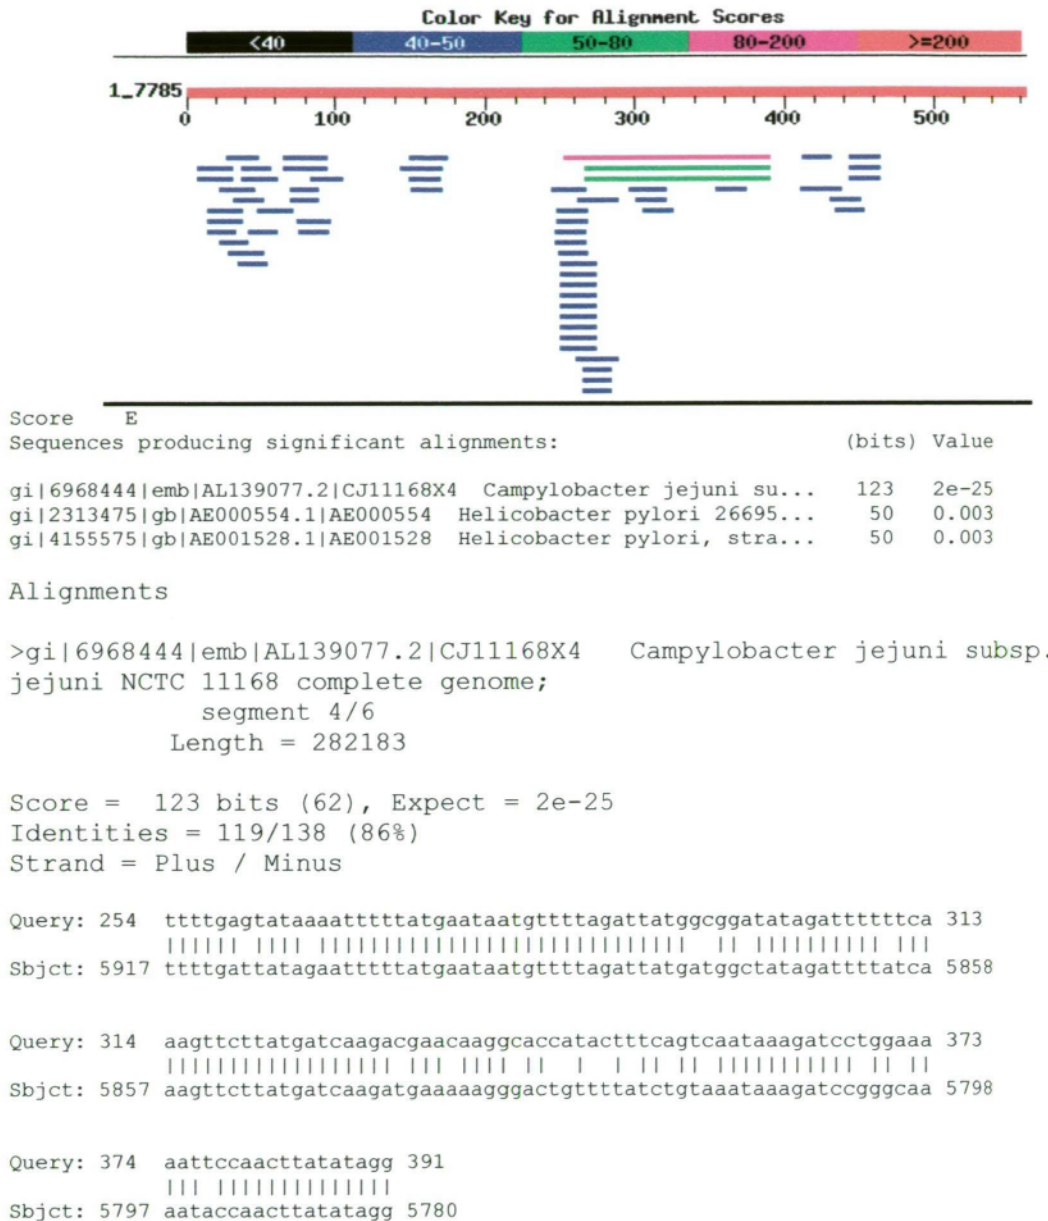 Color Key for Alignment Scores
<40 40-50 50-80 80-200 >=200
1_7785
0 100 200 300 400 500
Score E
Sequences producing significant alignments: (bits) Value
gi|6968444|emb|AL139077.2|CJ11168X4 Campylobacter jejuni su... 123 2e-25
gi|2313475|gb|AE000554.1|AE000554 Helicobacter pylori 26695... 50 0.003
gi|4155575|gb|AE001528.1|AE001528 Helicobacter pylori, stra... 50 0.003
Alignments
>gi|6968444|emb|AL139077.2|CJ11168X4 Campylobacter jejuni subsp.
jejuni NCTC 11168 complete genome;
segment 4/6
Length = 282183
Score = 123 bits (62), Expect = 2e-25
Identities = 119/138 (86%)
Strand = Plus / Minus
Query: 254 ttttgagtataaaatttttatgaataatgttttagattatggcggatatagattttttca 313
|||||| |||| ||||||||||||||||||||||||||||| || |||||||||| |||
Sbjct: 5917 ttttgattatagaatttttatgaataatgttttagattatgatggctatagattttatca 5858
Query: 314 aagttcttatgatcaagacgaacaaggcaccatactttcagtcaataaagatcctggaaa 373
|||||||||||||||||| ||| |||| || | | || || ||||||||||| || ||
Sbjct: 5857 aagttcttatgatcaagatgaaaaagggactgttttatctgtaaataaagatccgggcaa 5798
Query: 374 aattccaacttatatagg 391
||| ||||||||||||||
Sbjct: 5797 aataccaacttatatagg 5780